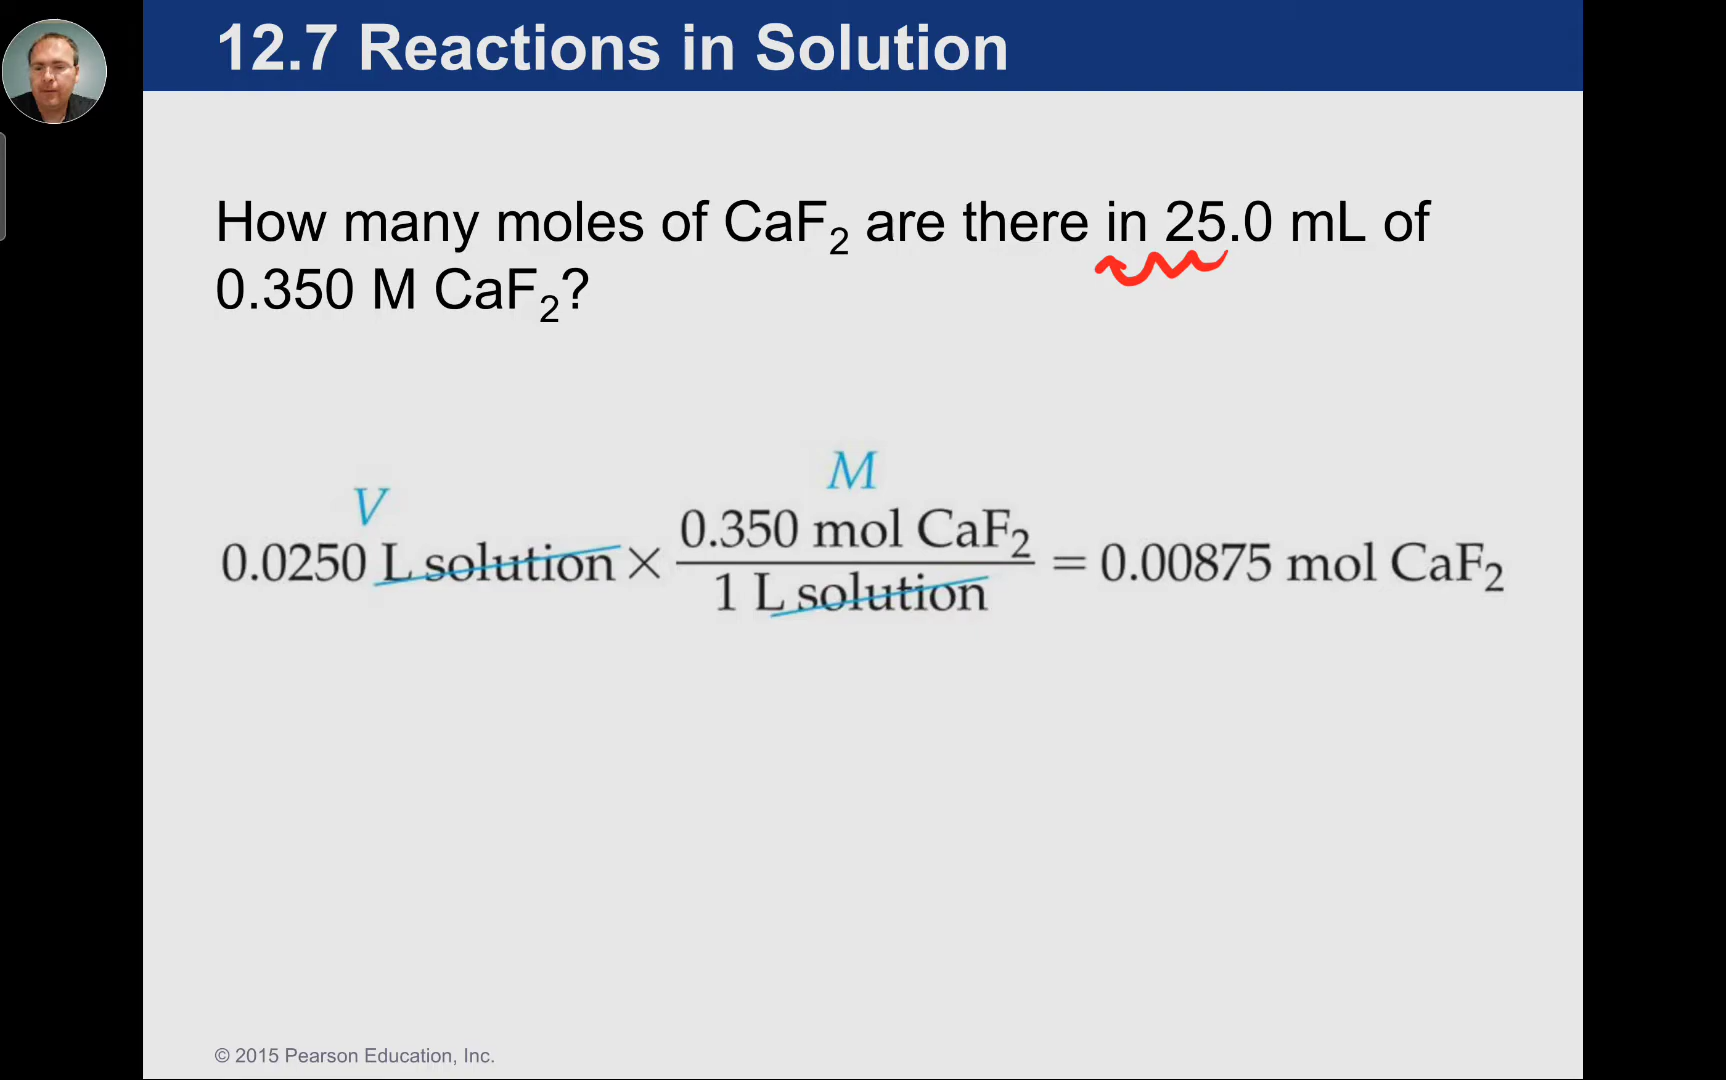 12.7 Reactions in Solution
How many moles of CaF₂ are there in 25.0 mL of
0.350 M CaF₂?
V
M
0.0250 L solution × 0.350 mol CaF₂ / 1 L solution = 0.00875 mol CaF₂
© 2015 Pearson Education, Inc.